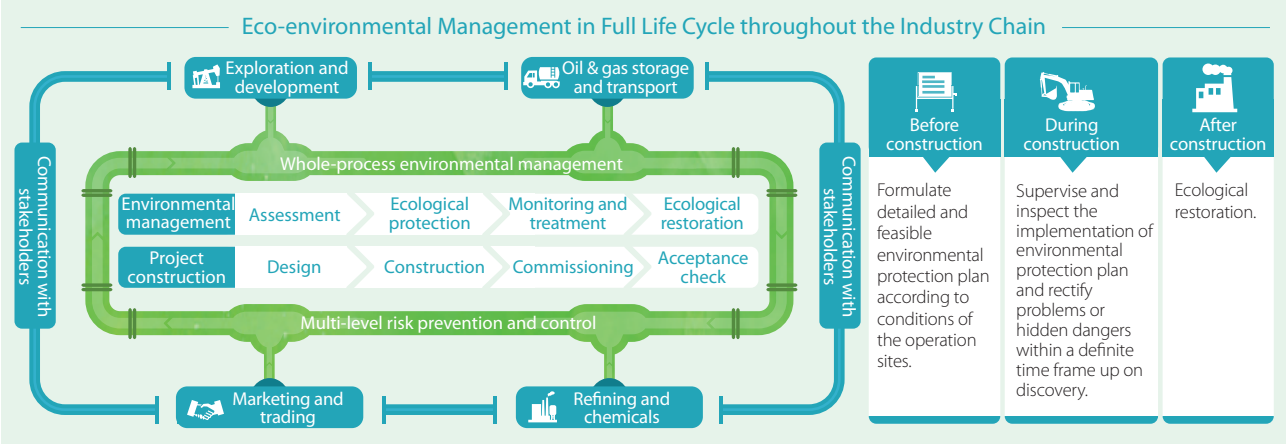 Eco-environmental Management in Full Life Cycle throughout the Industry Chain
Exploration and
development
Oil & gas storage
and transport
Communication with
stakeholders
Whole-process environmental management
Environmental
management
Assessment
Ecological
protection
Monitoring and
treatment
Ecological
restoration
Project
construction
Design
Construction
Commissioning
Acceptance
check
Multi-level risk prevention and control
Communication with
stakeholders
Marketing and
trading
Refining and
chemicals
Before
construction
Formulate
detailed and
feasible
environmental
protection plan
according to
conditions of
the operation
sites.
During
construction
Supervise and
inspect the
implementation of
environmental
protection plan
and rectify
problems or
hidden dangers
within a definite
time frame up on
discovery.
After
construction
Ecological
restoration.